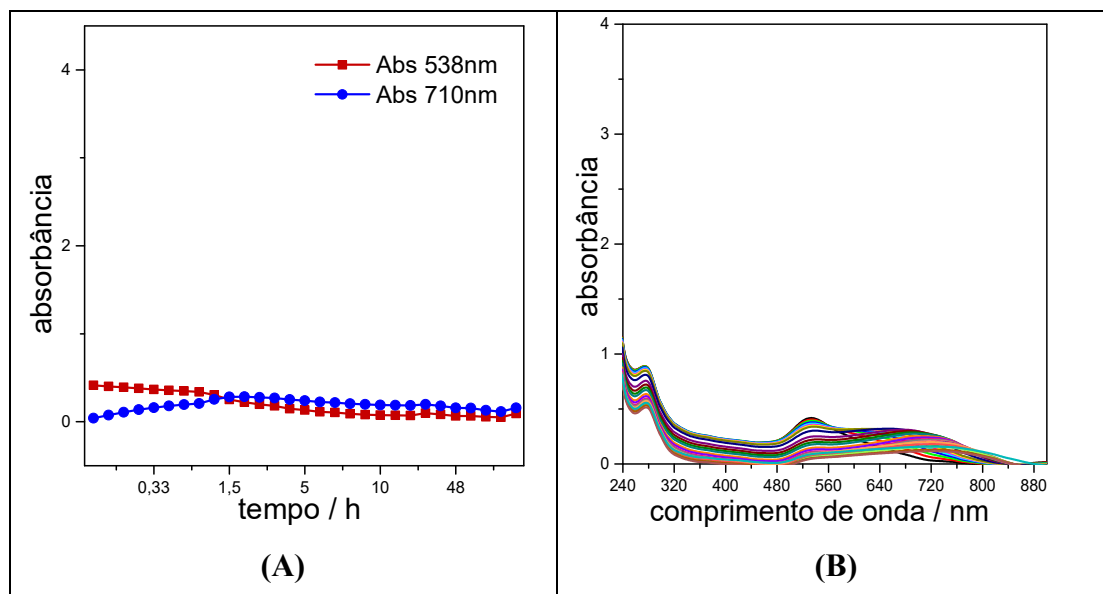 4
2
0
absorbância
Abs 538nm
Abs 710nm
0,33 1,5 5 10 48
tempo / h
(A)
4
3
2
1
0
absorbância
240 320 400 480 560 640 720 800 880
comprimento de onda / nm
(B)